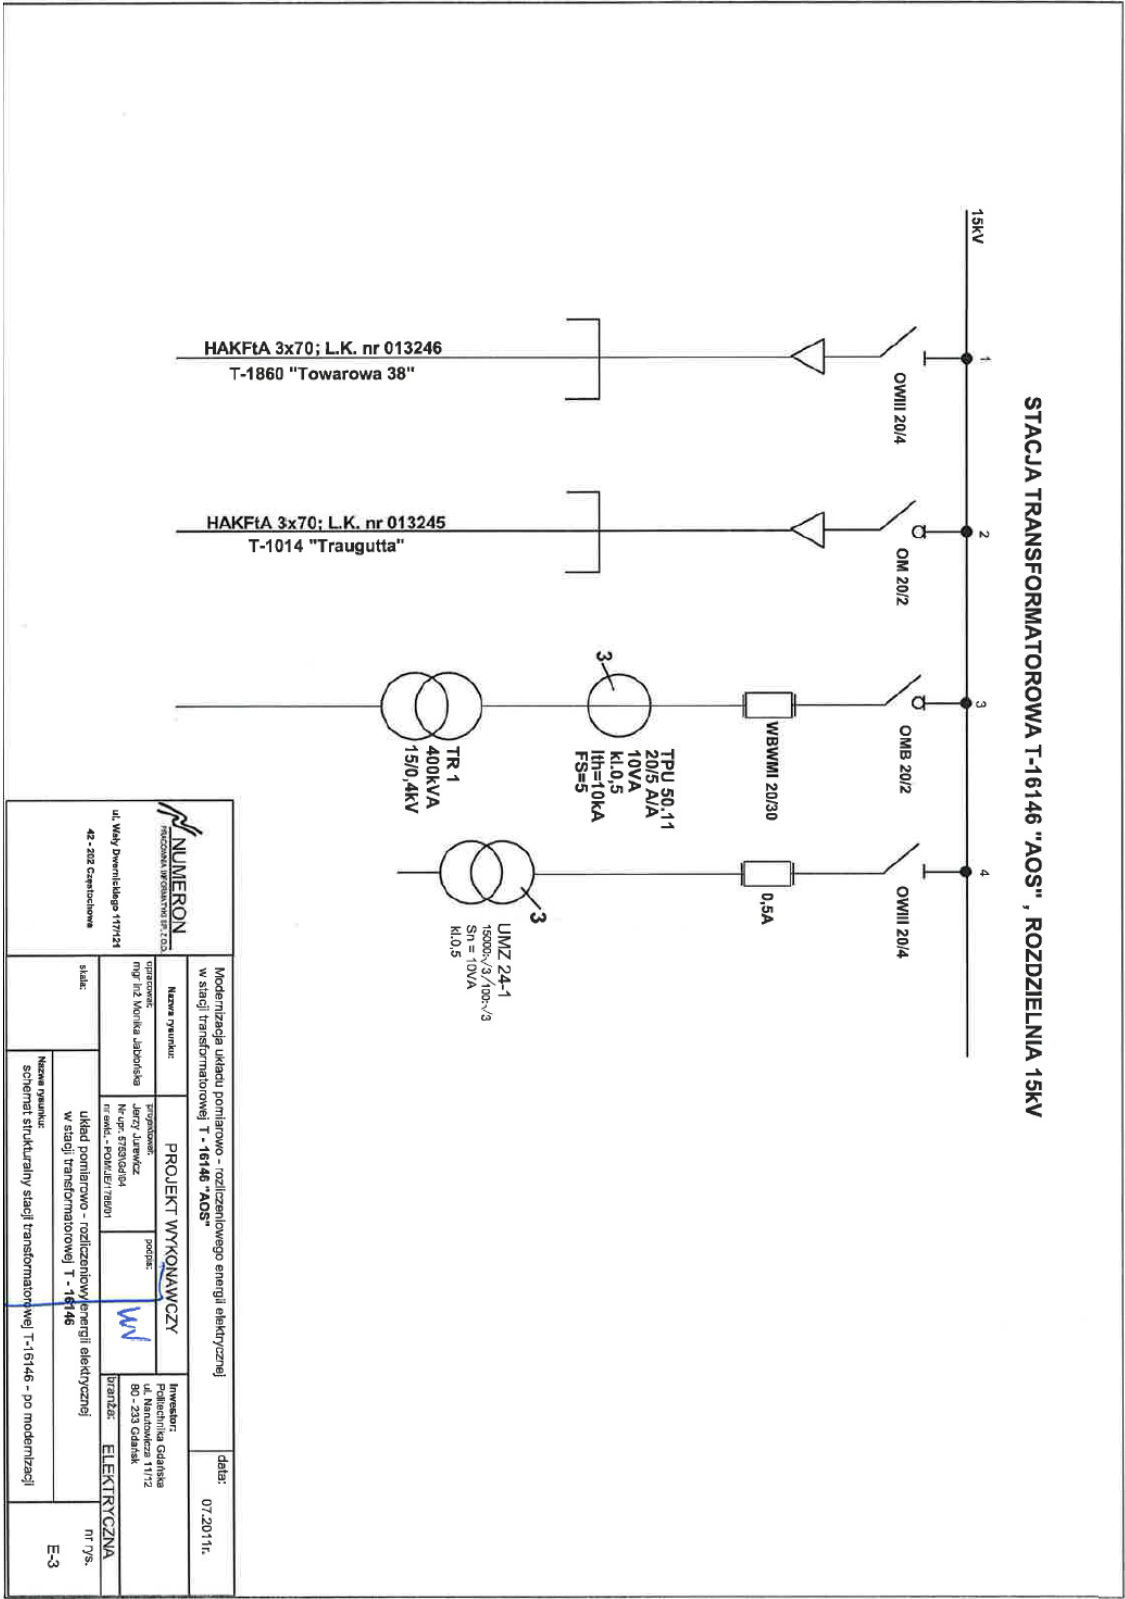 STACJA TRANSFORMATOROWA T-16146 "AOS" , ROZDZIELNIA 15kV
15kV
1
OWIII 20/4
HAKFtA 3x70; L.K. nr 013246
T-1860 "Towarowa 38"
2
OM 20/2
HAKFtA 3x70; L.K. nr 013245
T-1014 "Traugutta"
3
OMB 20/2
WBWMI 20/30
3
TPU 50.11
20/5 A/A
10VA
kl.0,5
Ith=10kA
FS=5
TR 1
400kVA
15/0,4kV
4
OWIII 20/4
0,5A
3
UMZ 24-1
15000:√3/100:√3
Sn = 10VA
kl.0,5
NUMERON
PRACOWNIA INFORMATYKI SP. Z O.O.
ul. Wały Dwernickiego 117/121
42 - 202 Częstochowa
Modernizacja układu pomiarowo - rozliczeniowego energii elektrycznej
w stacji transformatorowej T - 16146 "AOS"
data:
07.2011r.
Nazwa rysunku:
PROJEKT WYKONAWCZY
Inwestor:
Politechnika Gdańska
ul. Narutowicza 11/12
80 - 233 Gdańsk
opracował:
mgr inż. Monika Jabłońska
projektował:
Jerzy Jurewicz
Nr upr. 5753/Gd/94
nr ewid. - POM/IE/1786/01
podpis:
branża: ELEKTRYCZNA
skala:
układ pomiarowo - rozliczeniowy energii elektrycznej
w stacji transformatorowej T - 16146
Nazwa rysunku:
schemat strukturalny stacji transformatorowej T-16146 - po modernizacji
nr rys.
E-3